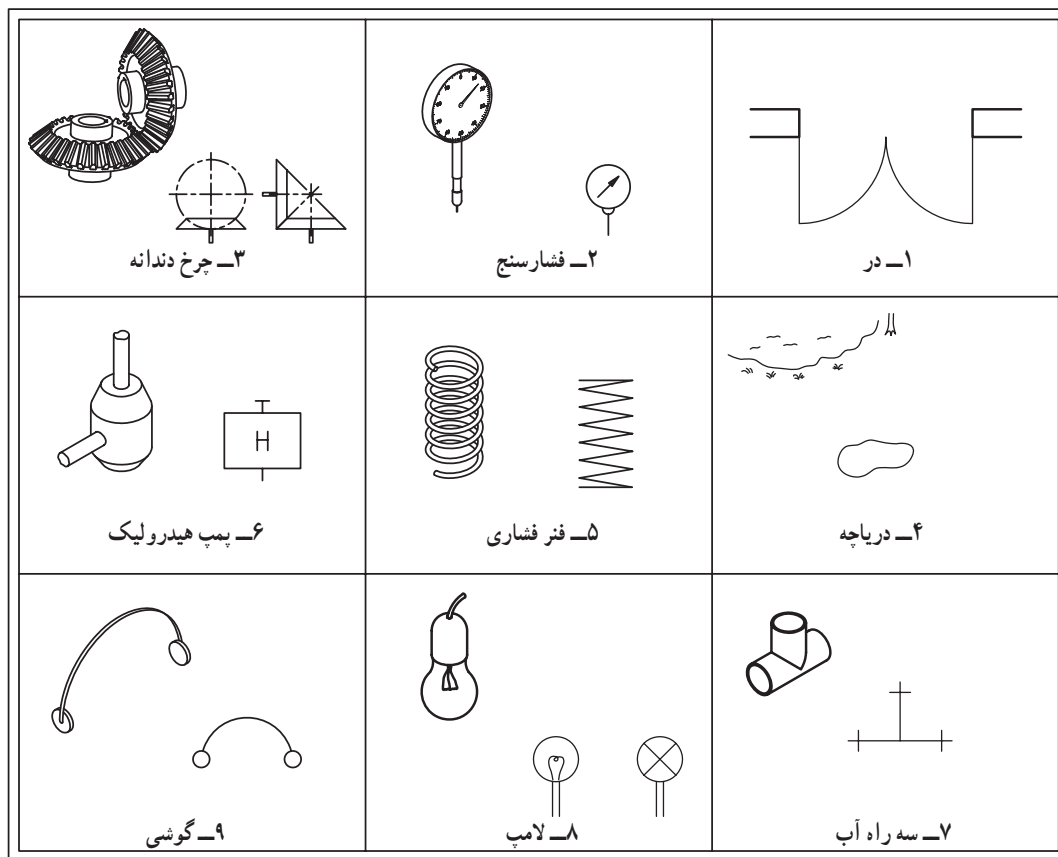 ۱ــ در
۲ــ فشارسنج
۳ــ چرخ دندانه
۴ــ دریاچه
۵ــ فنر فشاری
H
۶ــ پمپ هیدرولیک
۷ــ سه راه آب
۸ــ لامپ
۹ــ گوشی